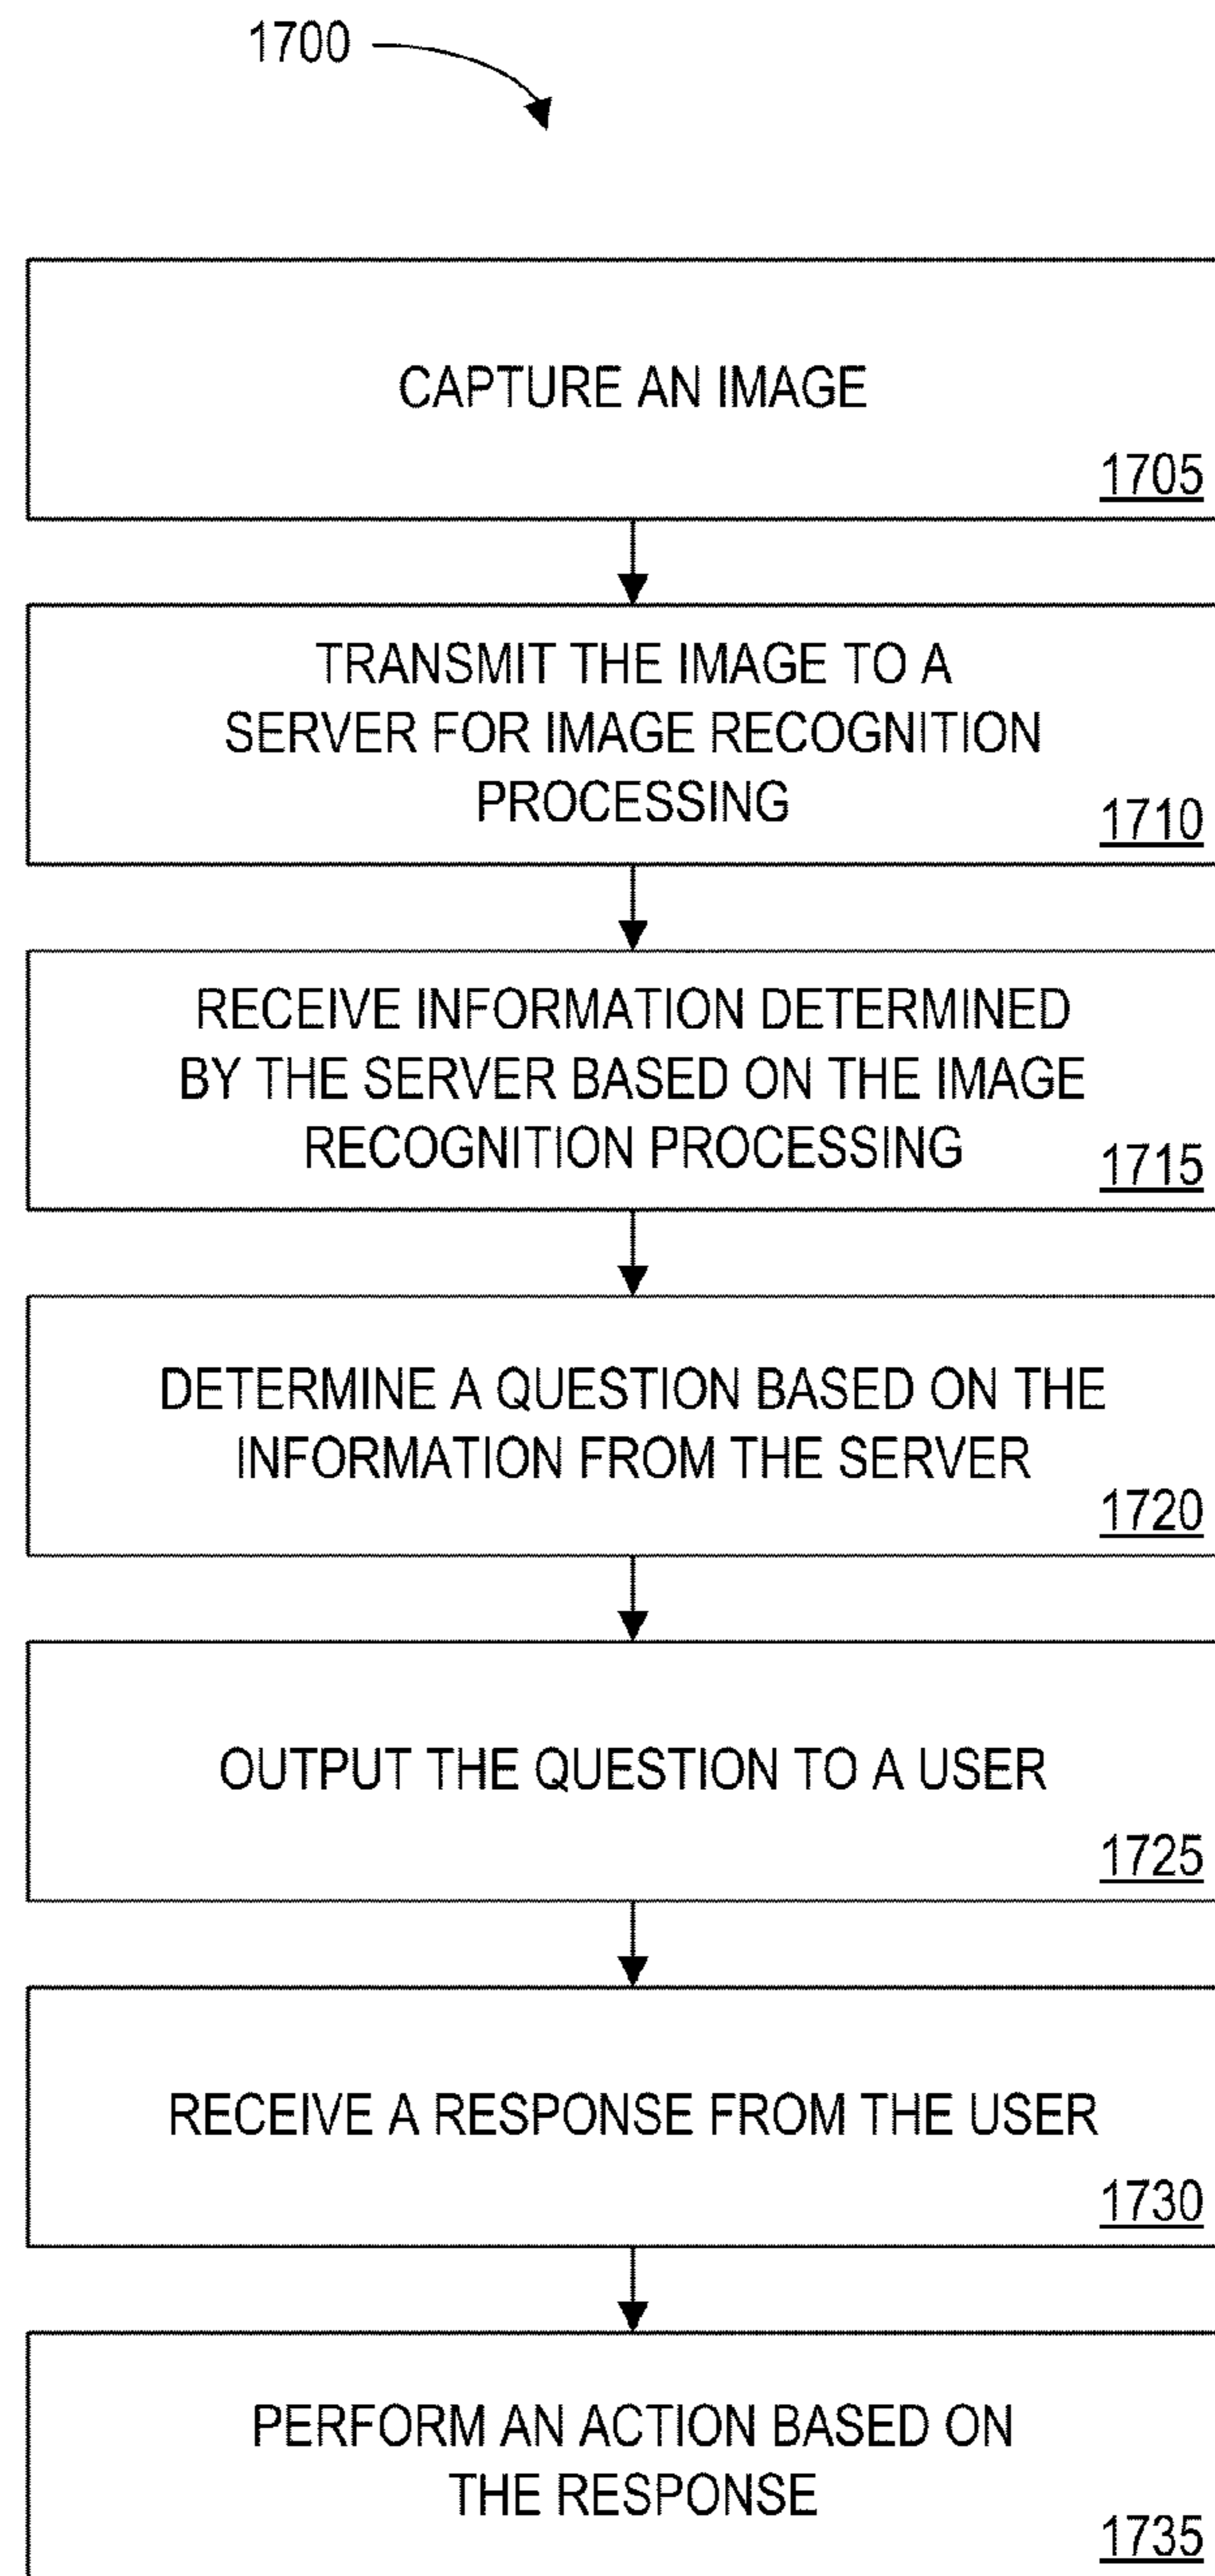 1700
CAPTURE AN IMAGE
1705
TRANSMIT THE IMAGE TO A
SERVER FOR IMAGE RECOGNITION
PROCESSING
1710
RECEIVE INFORMATION DETERMINED
BY THE SERVER BASED ON THE IMAGE
RECOGNITION PROCESSING
1715
DETERMINE A QUESTION BASED ON THE
INFORMATION FROM THE SERVER
1720
OUTPUT THE QUESTION TO A USER
1725
RECEIVE A RESPONSE FROM THE USER
1730
PERFORM AN ACTION BASED ON
THE RESPONSE
1735